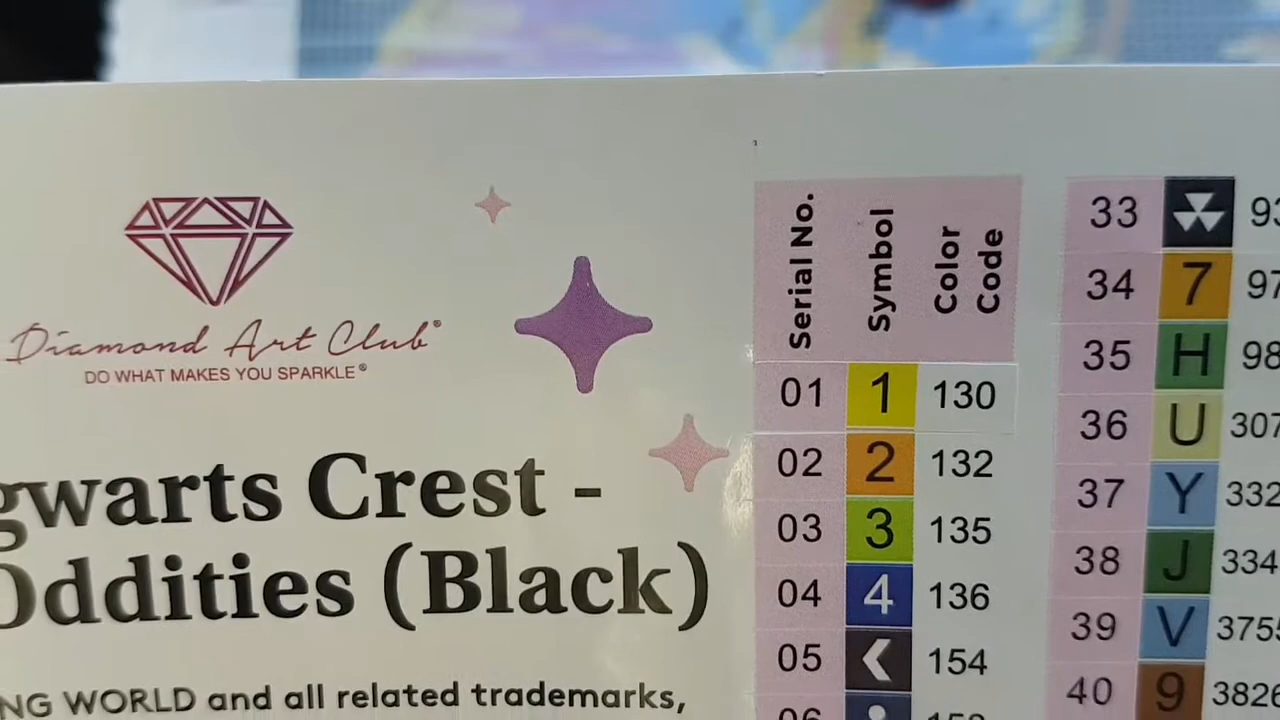 Diamond Art Club®
DO WHAT MAKES YOU SPARKLE®
gwarts Crest -
Oddities (Black)
NG WORLD and all related trademarks,
Serial No. Symbol Color Code
01 1 130
02 2 132
03 3 135
04 4 136
05 154
33
34 7
35 H
36 U 307
37 Y 332
38 J 334
39 V 3755
40 9 3826